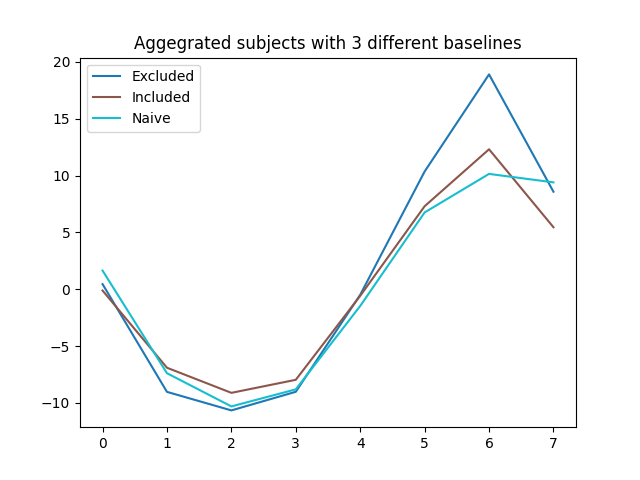 Aggegrated subjects with 3 different baselines
Excluded
Included
Naive
20
15
10
5
0
−5
−10
0 1 2 3 4 5 6 7